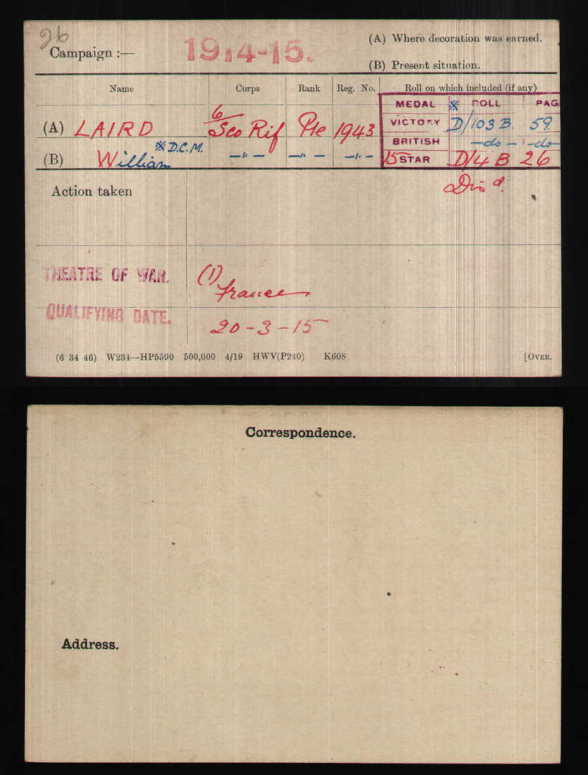 26
Campaign :— 1914-15.
(A) Where decoration was earned.
(B) Present situation.
Name Corps Rank Reg. No. Roll on which included (if any)
MEDAL ※ ROLL PAG
(A) LAIRD 6 Sco Rif Pte 1943 VICTORY D/103 B. 59
※ D.C.M. BRITISH —do— —do—
(B) William —"— —"— —"— 15 STAR D/4 B 26
Action taken
THEATRE OF WAR. (1) France
QUALIFYING DATE. 20-3-15
(6 34 46) W234—HP5590 500,000 4/19 HWV(P240) K608 [OVER.
Correspondence.
Address.